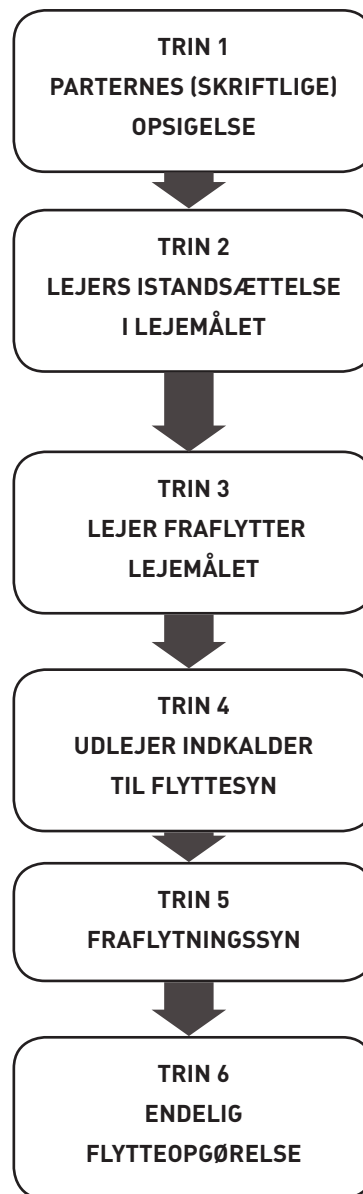 TRIN 1
PARTERNES (SKRIFTLIGE)
OPSIGELSE
TRIN 2
LEJERS ISTANDSÆTTELSE
I LEJEMÅLET
TRIN 3
LEJER FRAFLYTTER
LEJEMÅLET
TRIN 4
UDLEJER INDKALDER
TIL FLYTTESYN
TRIN 5
FRAFLYTNINGSSYN
TRIN 6
ENDELIG
FLYTTEOPGØRELSE